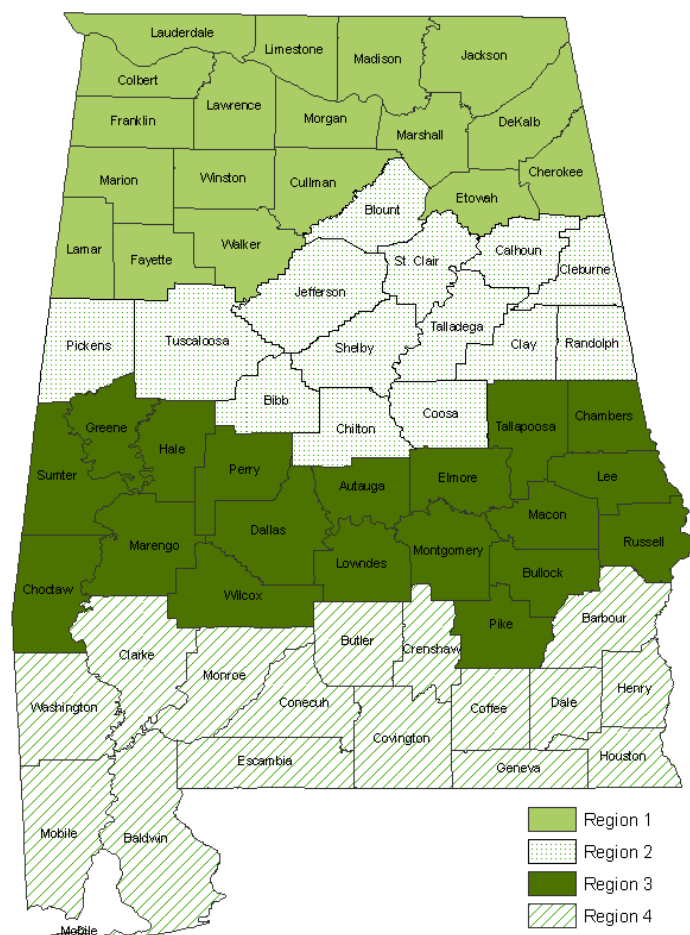 Lauderdale
Limestone
Madison
Jackson
Colbert
Lawrence
Franklin
Morgan
Marshall
DeKalb
Cherokee
Marion
Winston
Cullman
Etowah
Blount
Lamar
Fayette
Walker
St. Clair
Calhoun
Cleburne
Jefferson
Talladega
Pickens
Tuscaloosa
Shelby
Clay
Randolph
Bibb
Coosa
Chilton
Greene
Hale
Tallapoosa
Chambers
Sumter
Perry
Autauga
Elmore
Lee
Marengo
Dallas
Macon
Russell
Choctaw
Lowndes
Montgomery
Bullock
Wilcox
Pike
Barbour
Clarke
Butler
Crenshaw
Monroe
Washington
Conecuh
Coffee
Dale
Henry
Escambia
Covington
Geneva
Houston
Mobile
Baldwin
Mobile
Region 1
Region 2
Region 3
Region 4